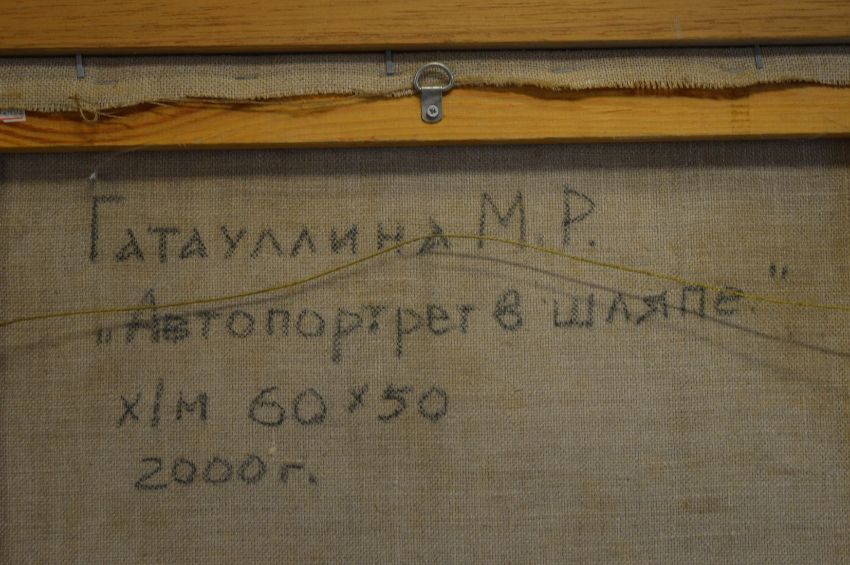 Гатауллина М. Р.
„Автопортрет в шляпе"
х/м 60х50
2000г.